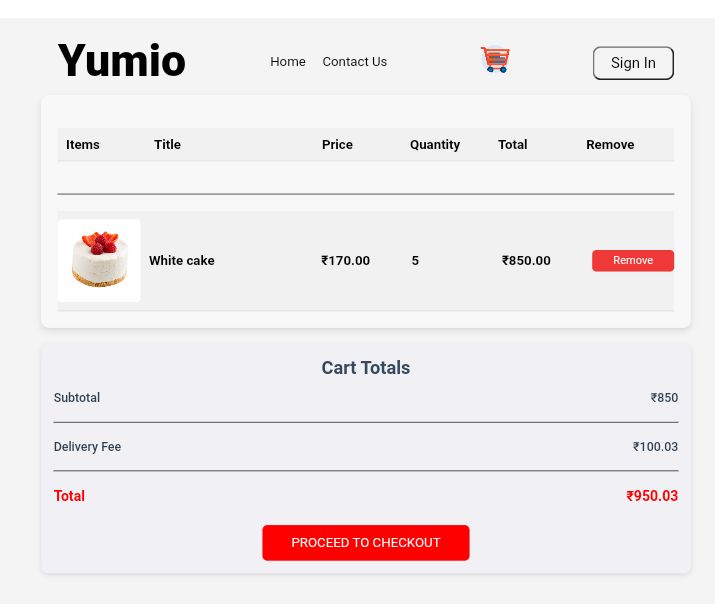 Yumio
Home Contact Us
Sign In
Items Title Price Quantity Total Remove
White cake ₹170.00 5 ₹850.00 Remove
Cart Totals
Subtotal ₹850
Delivery Fee ₹100.03
Total ₹950.03
PROCEED TO CHECKOUT